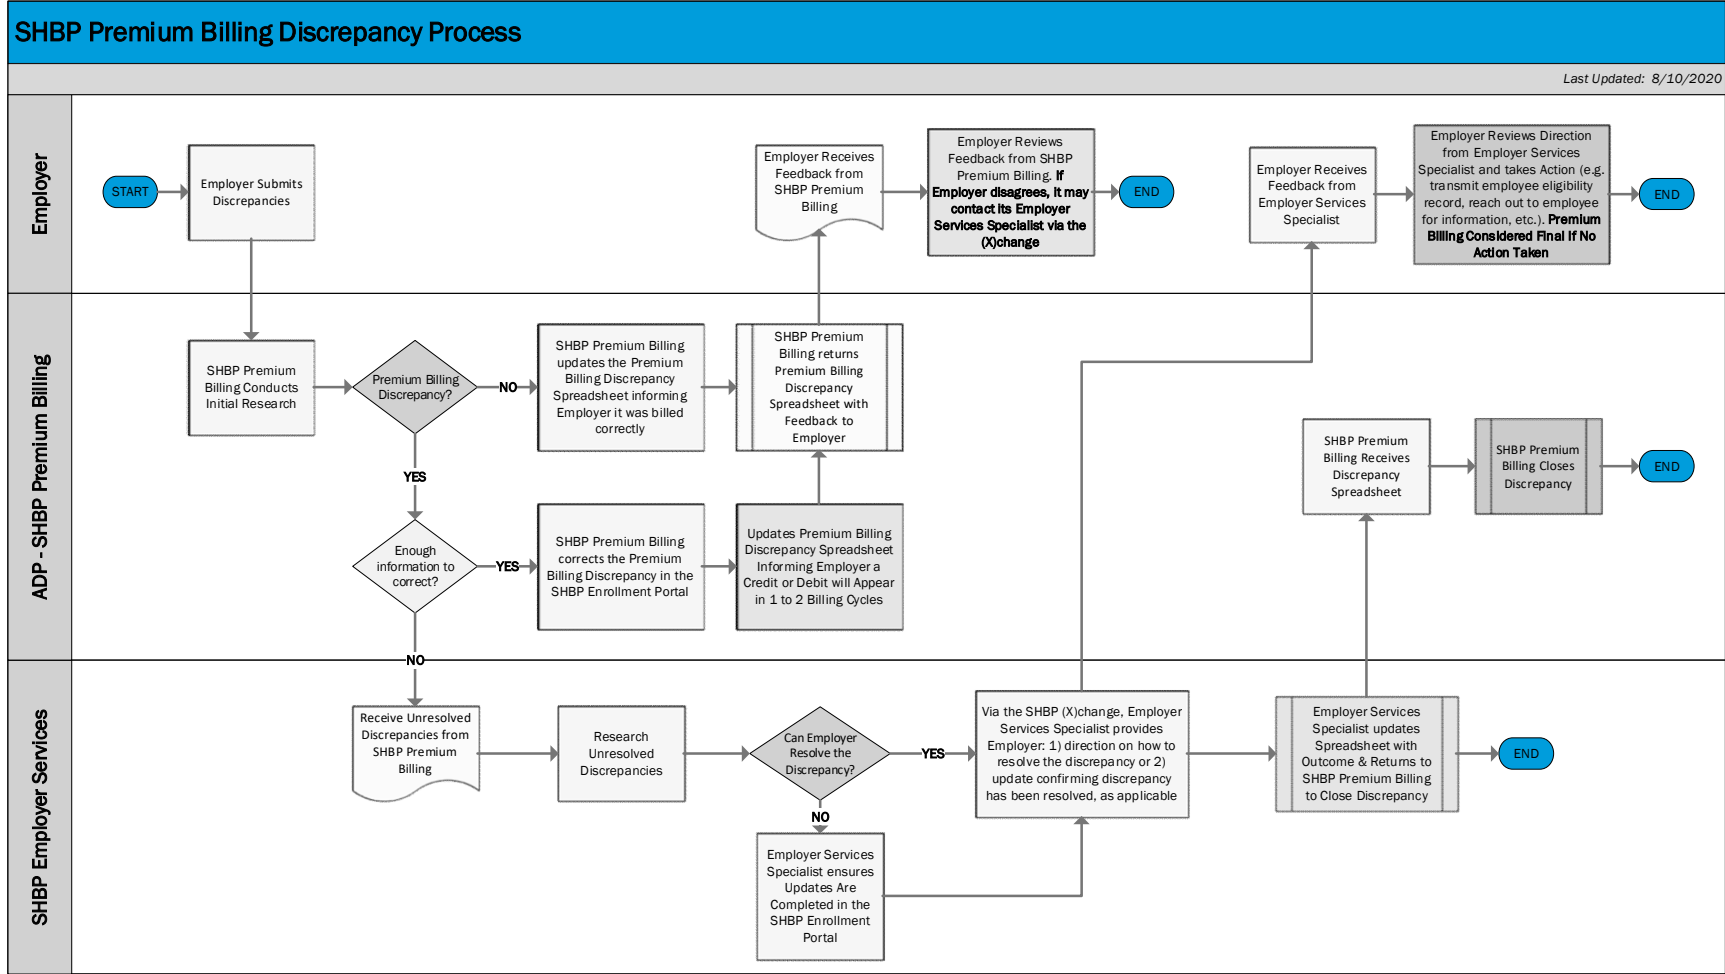 SHBP Premium Billing Discrepancy Process
Last Updated: 8/10/2020
Employer
START
Employer Submits
Discrepancies
Employer Receives
Feedback from
SHBP Premium
Billing
Employer Reviews
Feedback from SHBP
Premium Billing. If
Employer disagrees, it may
contact its Employer
Services Specialist via the
(X)change
END
Employer Receives
Feedback from
Employer Services
Specialist
Employer Reviews Direction
from Employer Services
Specialist and takes Action (e.g.
transmit employee eligibility
record, reach out to employee
for information, etc.). Premium
Billing Considered Final If No
Action Taken
END
ADP - SHBP Premium Billing
SHBP Premium
Billing Conducts
Initial Research
Premium Billing
Discrepancy?
NO
SHBP Premium Billing
updates the Premium
Billing Discrepancy
Spreadsheet informing
Employer it was billed
correctly
SHBP Premium
Billing returns
Premium Billing
Discrepancy
Spreadsheet with
Feedback to
Employer
YES
Enough
information to
correct?
YES
SHBP Premium Billing
corrects the Premium
Billing Discrepancy in the
SHBP Enrollment Portal
Updates Premium Billing
Discrepancy Spreadsheet
Informing Employer a
Credit or Debit will Appear
in 1 to 2 Billing Cycles
SHBP Premium
Billing Receives
Discrepancy
Spreadsheet
SHBP Premium
Billing Closes
Discrepancy
END
NO
SHBP Employer Services
Receive Unresolved
Discrepancies from
SHBP Premium
Billing
Research
Unresolved
Discrepancies
Can Employer
Resolve the
Discrepancy?
YES
Via the SHBP (X)change, Employer
Services Specialist provides
Employer: 1) direction on how to
resolve the discrepancy or 2)
update confirming discrepancy
has been resolved, as applicable
Employer Services
Specialist updates
Spreadsheet with
Outcome & Returns to
SHBP Premium Billing
to Close Discrepancy
END
NO
Employer Services
Specialist ensures
Updates Are
Completed in the
SHBP Enrollment
Portal